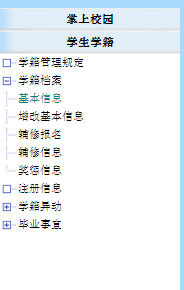 掌上校园
学生学籍
学籍管理规定
学籍档案
基本信息
增改基本信息
辅修报名
辅修信息
奖惩信息
注册信息
学籍异动
毕业事宜